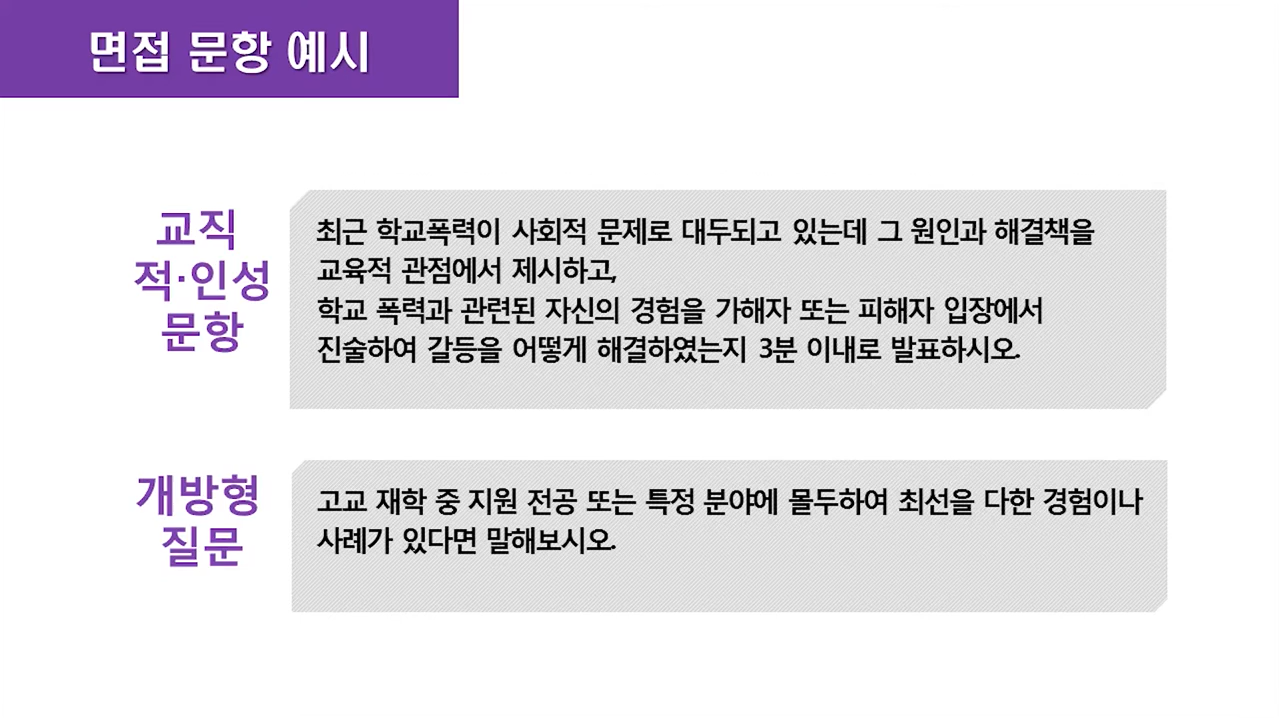 면접 문항 예시
교직
적·인성
문항
최근 학교폭력이 사회적 문제로 대두되고 있는데 그 원인과 해결책을
교육적 관점에서 제시하고,
학교 폭력과 관련된 자신의 경험을 가해자 또는 피해자 입장에서
진술하여 갈등을 어떻게 해결하였는지 3분 이내로 발표하시오.
개방형
질문
고교 재학 중 지원 전공 또는 특정 분야에 몰두하여 최선을 다한 경험이나
사례가 있다면 말해보시오.